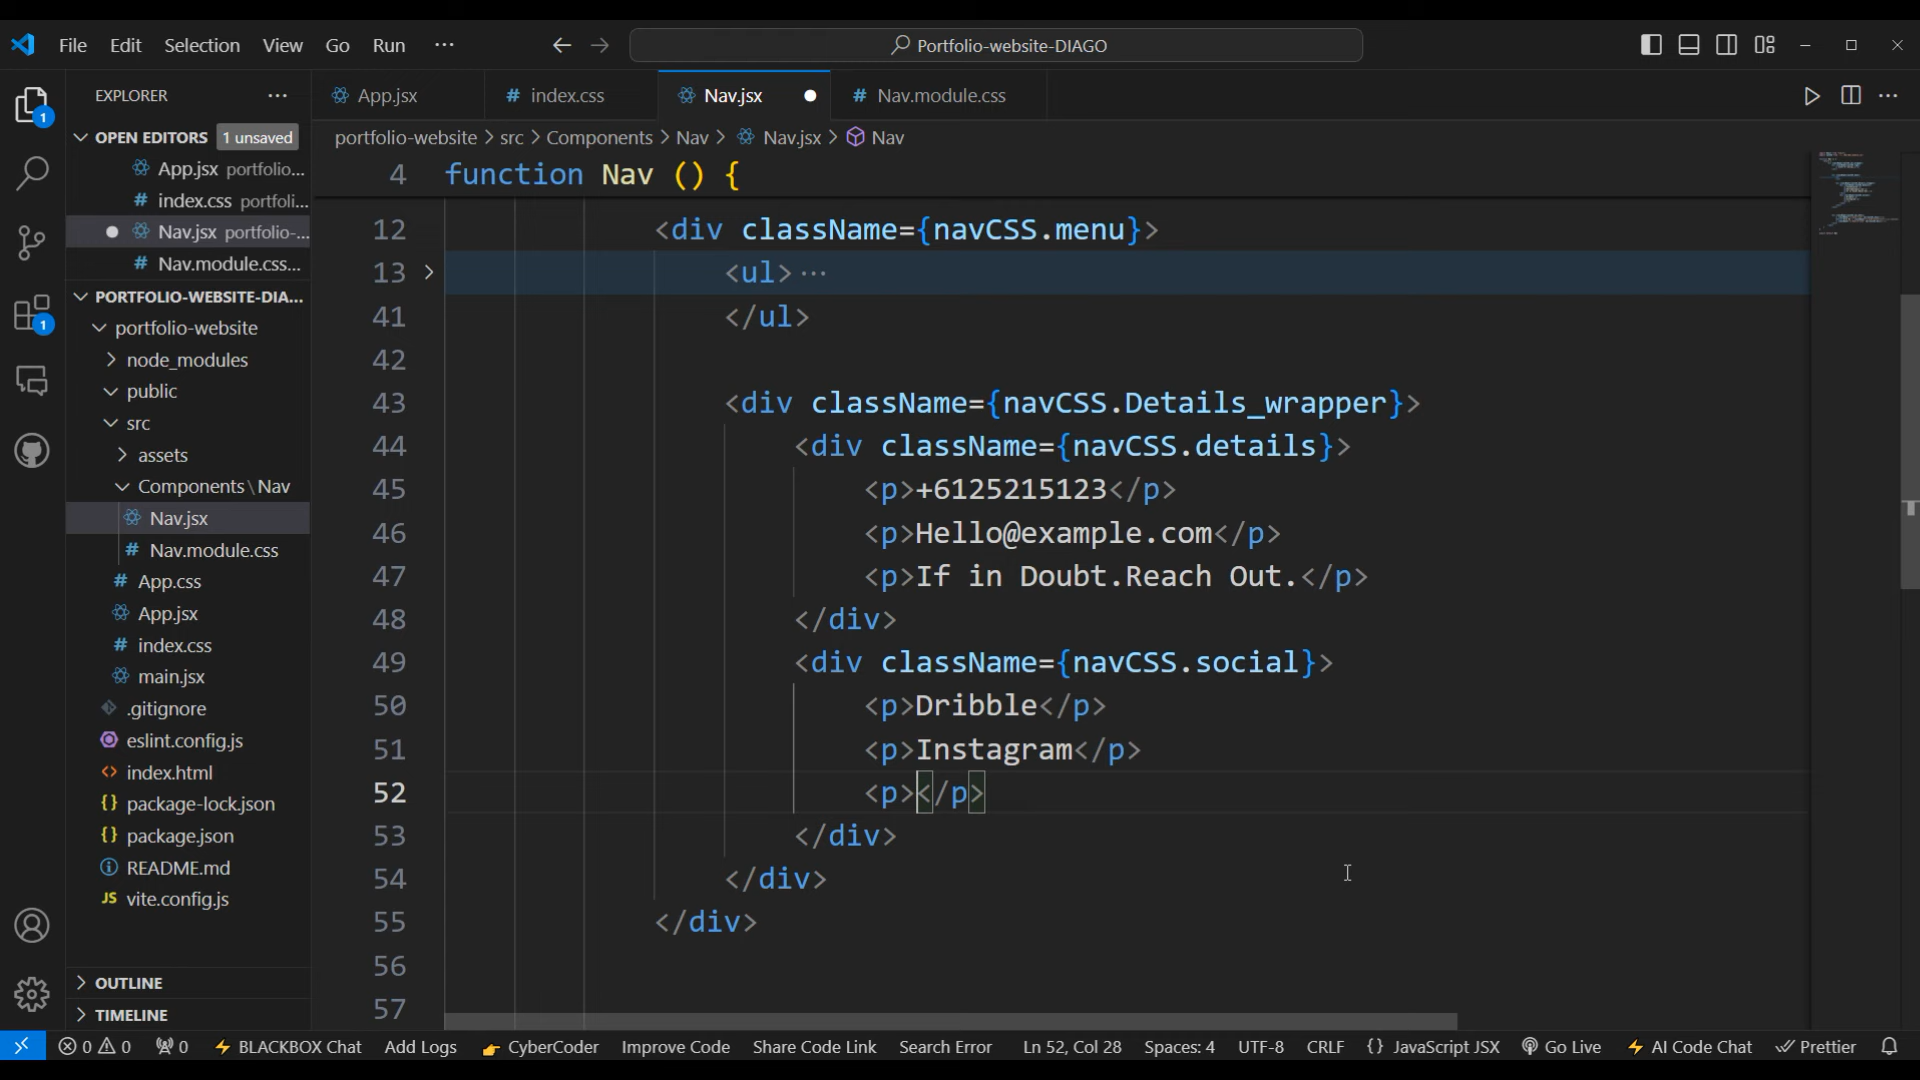 File Edit Selection View Go Run ··· Portfolio-website-DIAGO
EXPLORER ···
OPEN EDITORS 1 unsaved
App.jsx portfolio...
index.css portfoli...
Nav.jsx portfolio-...
Nav.module.css...
PORTFOLIO-WEBSITE-DIA...
portfolio-website
node_modules
public
src
assets
Components\Nav
Nav.jsx
Nav.module.css
App.css
App.jsx
index.css
main.jsx
.gitignore
eslint.config.js
index.html
package-lock.json
package.json
README.md
vite.config.js
OUTLINE
TIMELINE
App.jsx index.css Nav.jsx Nav.module.css
portfolio-website > src > Components > Nav > Nav.jsx > Nav
4 function Nav () {
12 <div className={navCSS.menu}>
13 <ul>···
41 </ul>
42
43 <div className={navCSS.Details_wrapper}>
44 <div className={navCSS.details}>
45 <p>+6125215123</p>
46 <p>Hello@example.com</p>
47 <p>If in Doubt.Reach Out.</p>
48 </div>
49 <div className={navCSS.social}>
50 <p>Dribble</p>
51 <p>Instagram</p>
52 <p></p>
53 </div>
54 </div>
55 </div>
56
57
0 0 0 BLACKBOX Chat Add Logs CyberCoder Improve Code Share Code Link Search Error Ln 52, Col 28 Spaces: 4 UTF-8 CRLF {} JavaScript JSX Go Live AI Code Chat Prettier